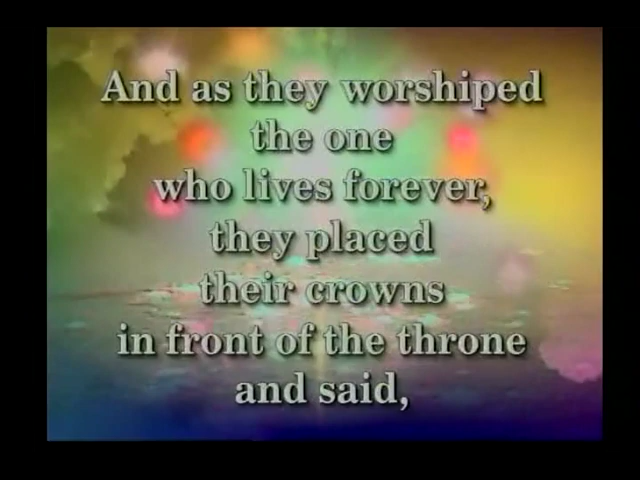 And as they worshiped
the one
who lives forever,
they placed
their crowns
in front of the throne
and said,